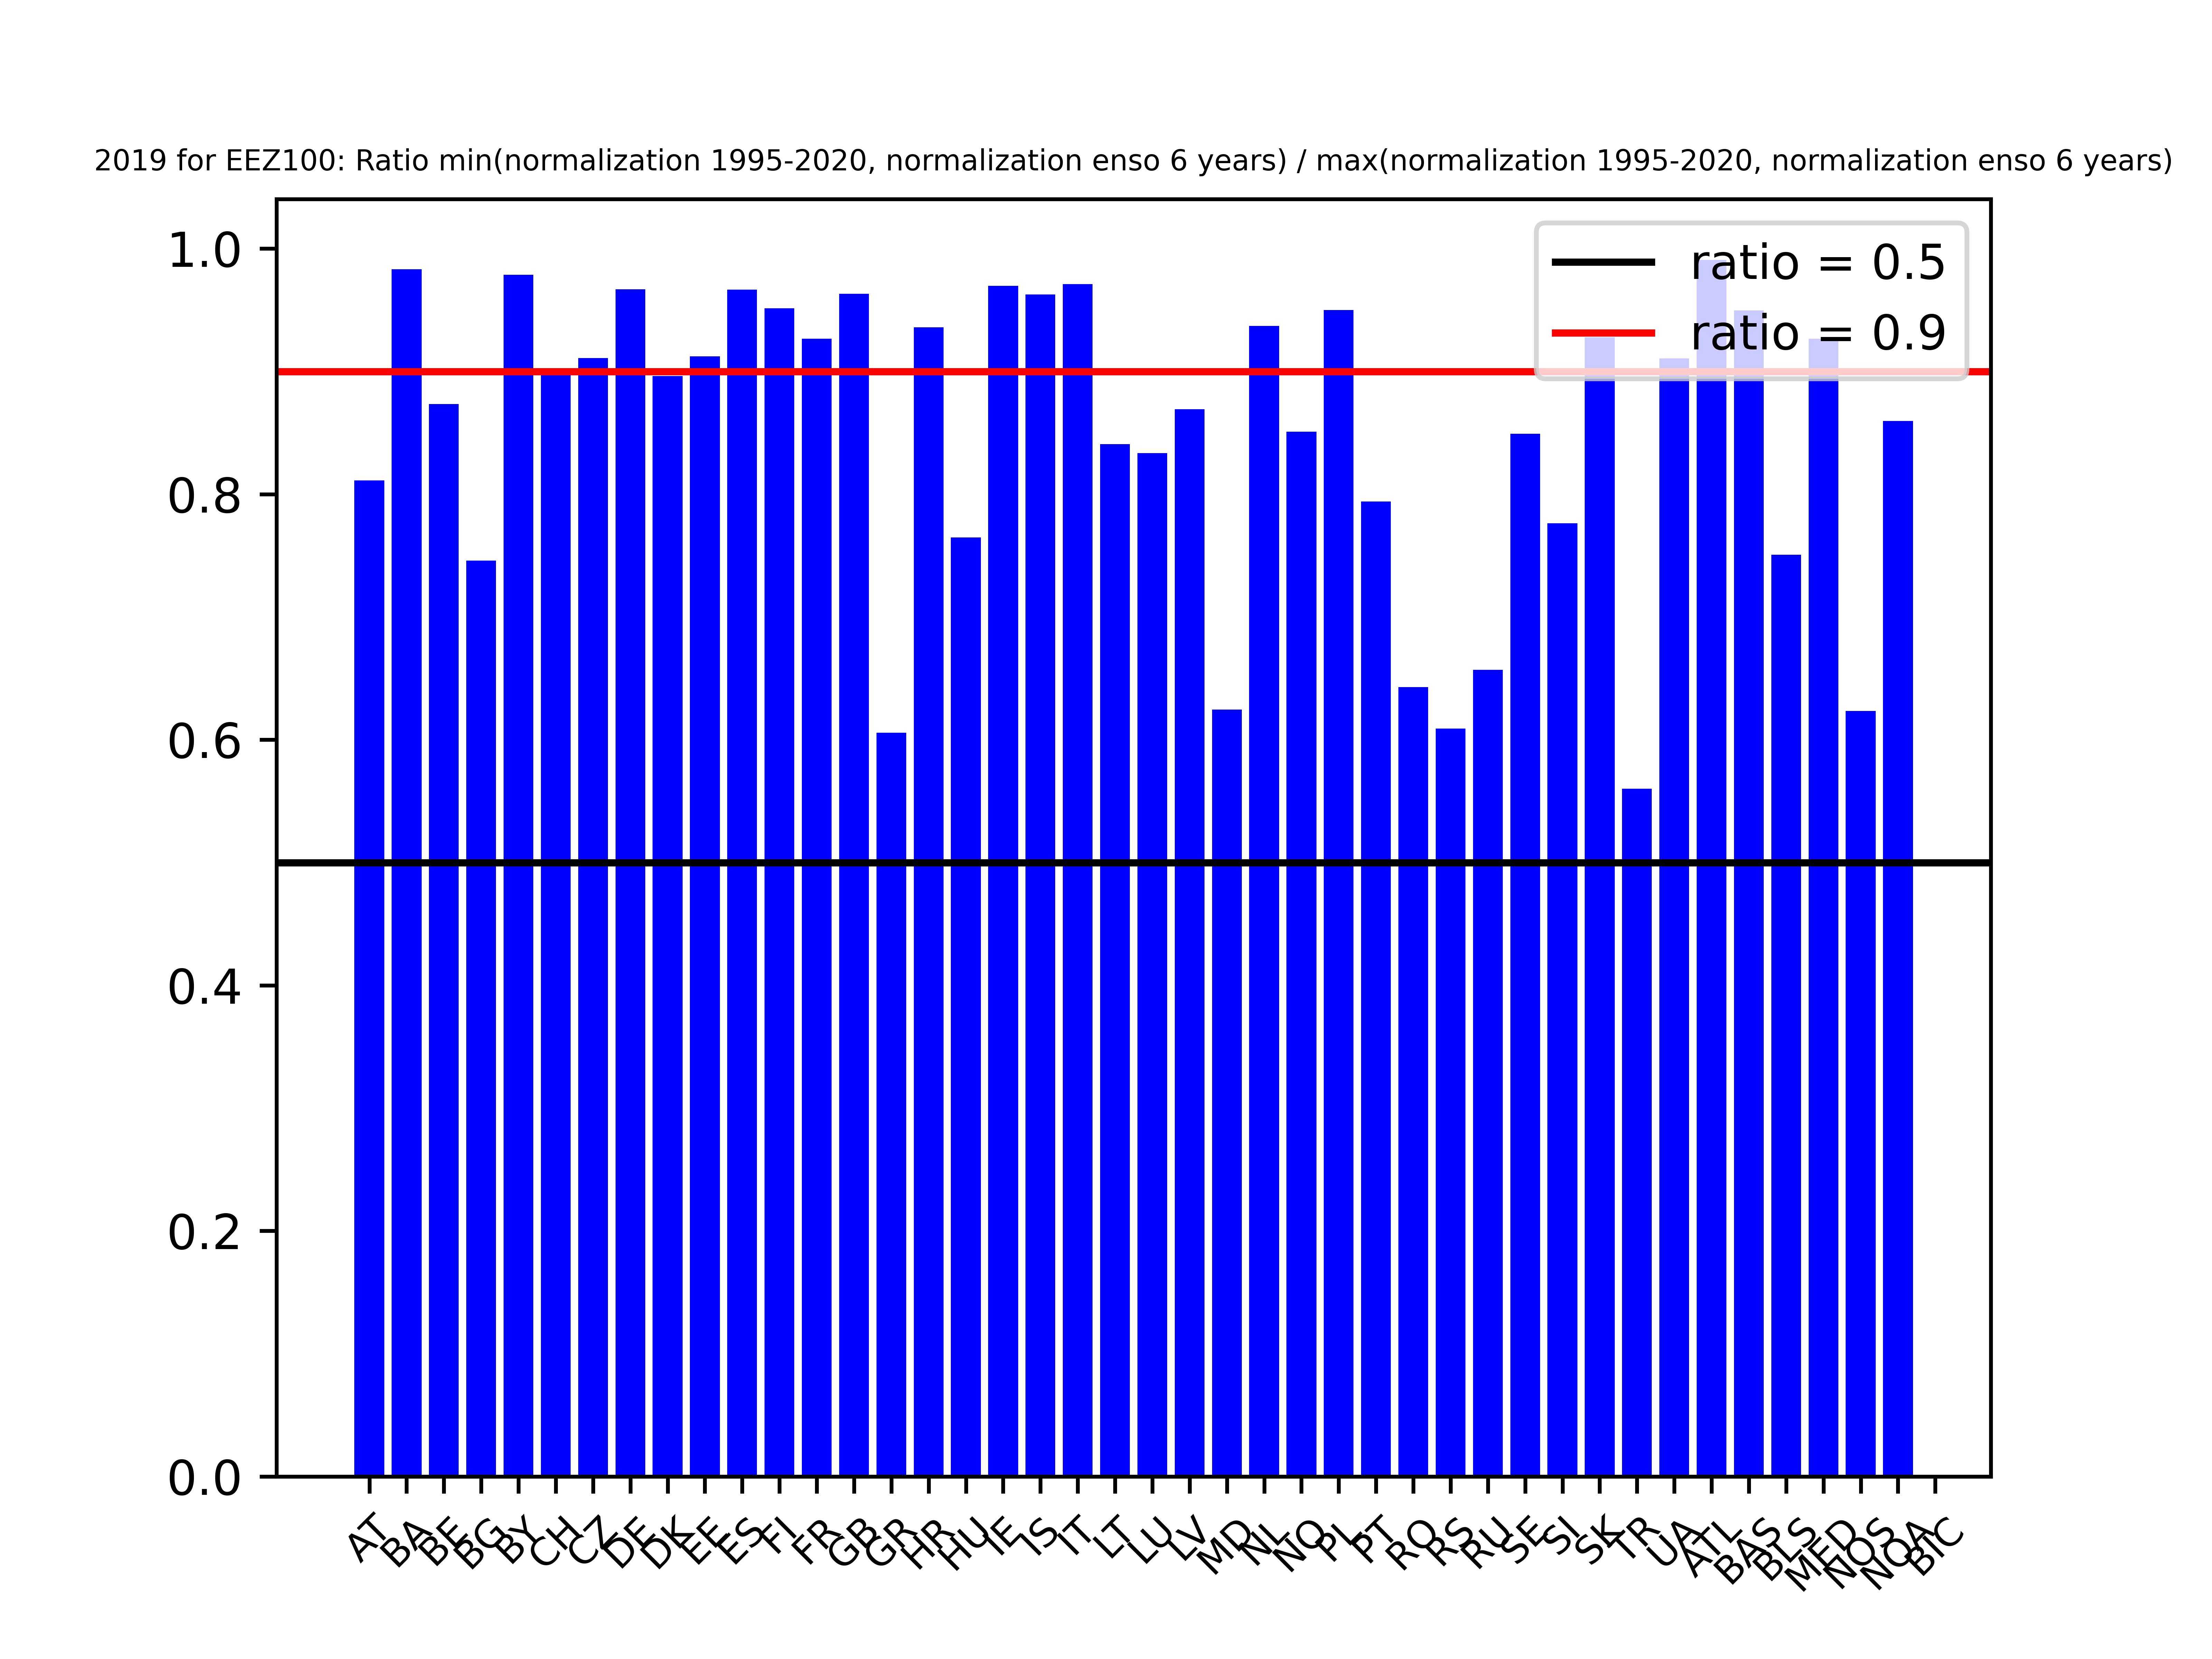 2019 for EEZ100: Ratio min(normalization 1995-2020, normalization enso 6 years) / max(normalization 1995-2020, normalization enso 6 years)
ratio = 0.5
ratio = 0.9
1.0
0.8
0.6
0.4
0.2
0.0
AT BA BE BG BY CH CZ DE DK EE ES FI FR GB GR HR HU IE IS IT LT LU LV MD NL NO PL PT RO RS RU SE SI SK TR UA ATL BAS BLS MED NOS NOA BIC